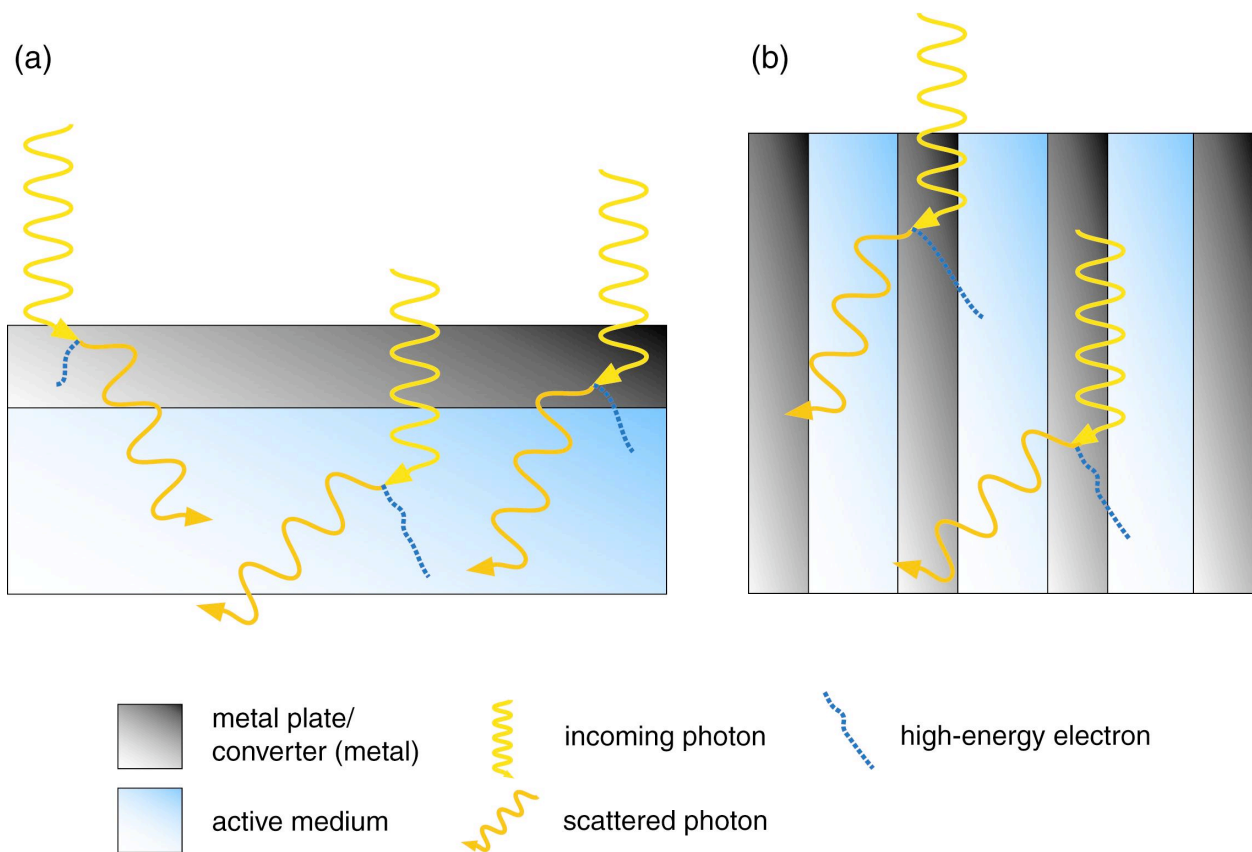 (a)
(b)
metal plate/
converter (metal)
incoming photon
high-energy electron
active medium
scattered photon